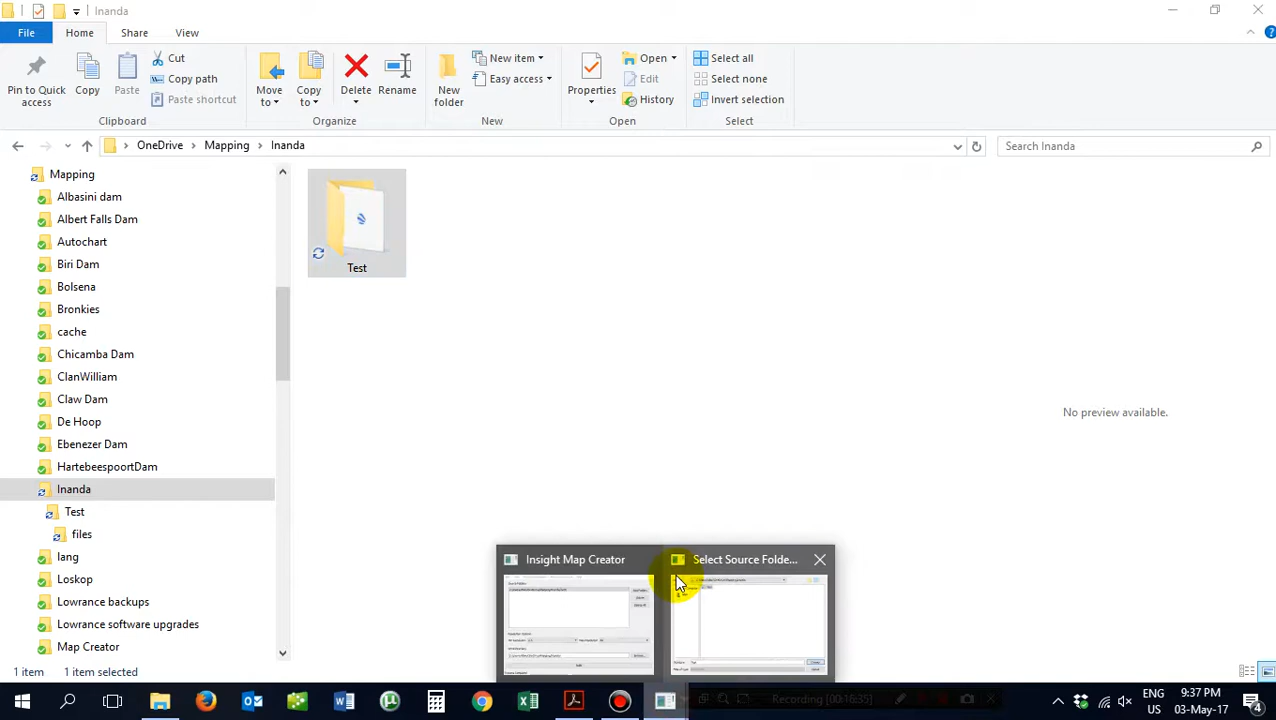 Inanda
File Home Share View
Pin to Quick access
Copy
Paste
Cut
Copy path
Paste shortcut
Clipboard
Move to
Copy to
Delete
Rename
Organize
New folder
New item
Easy access
New
Properties
Open
Edit
History
Open
Select all
Select none
Invert selection
Select
OneDrive Mapping Inanda
Search Inanda
Mapping
Albasini dam
Albert Falls Dam
Autochart
Biri Dam
Bolsena
Bronkies
cache
Chicamba Dam
ClanWilliam
Claw Dam
De Hoop
Ebenezer Dam
HartebeespoortDam
Inanda
Test
files
lang
Loskop
Lowrance backups
Lowrance software upgrades
Map Creator
Test
No preview available.
Insight Map Creator
Select Source Folde...
1 item
Recording [00:16:35]
ENG
US
9:37 PM
03-May-17
4